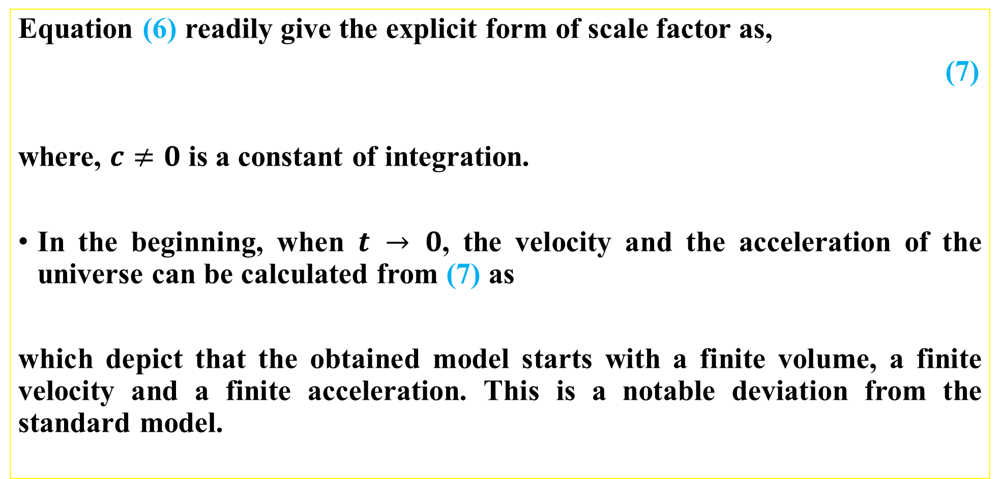 Equation (6) readily give the explicit form of scale factor as,
(7)
where, c ≠ 0 is a constant of integration.
• In the beginning, when t → 0, the velocity and the acceleration of the
universe can be calculated from (7) as
which depict that the obtained model starts with a finite volume, a finite
velocity and a finite acceleration. This is a notable deviation from the
standard model.